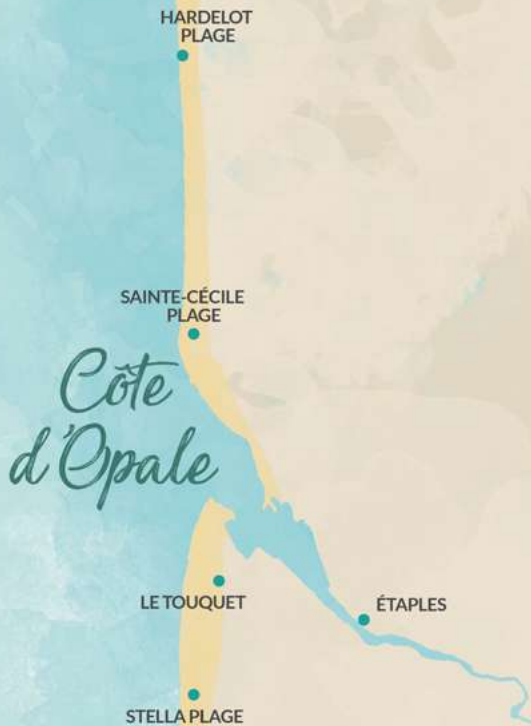 HARDELOT
PLAGE
SAINTE-CÉCILE
PLAGE
Côte
d'Opale
LE TOUQUET
ÉTAPLES
STELLA PLAGE